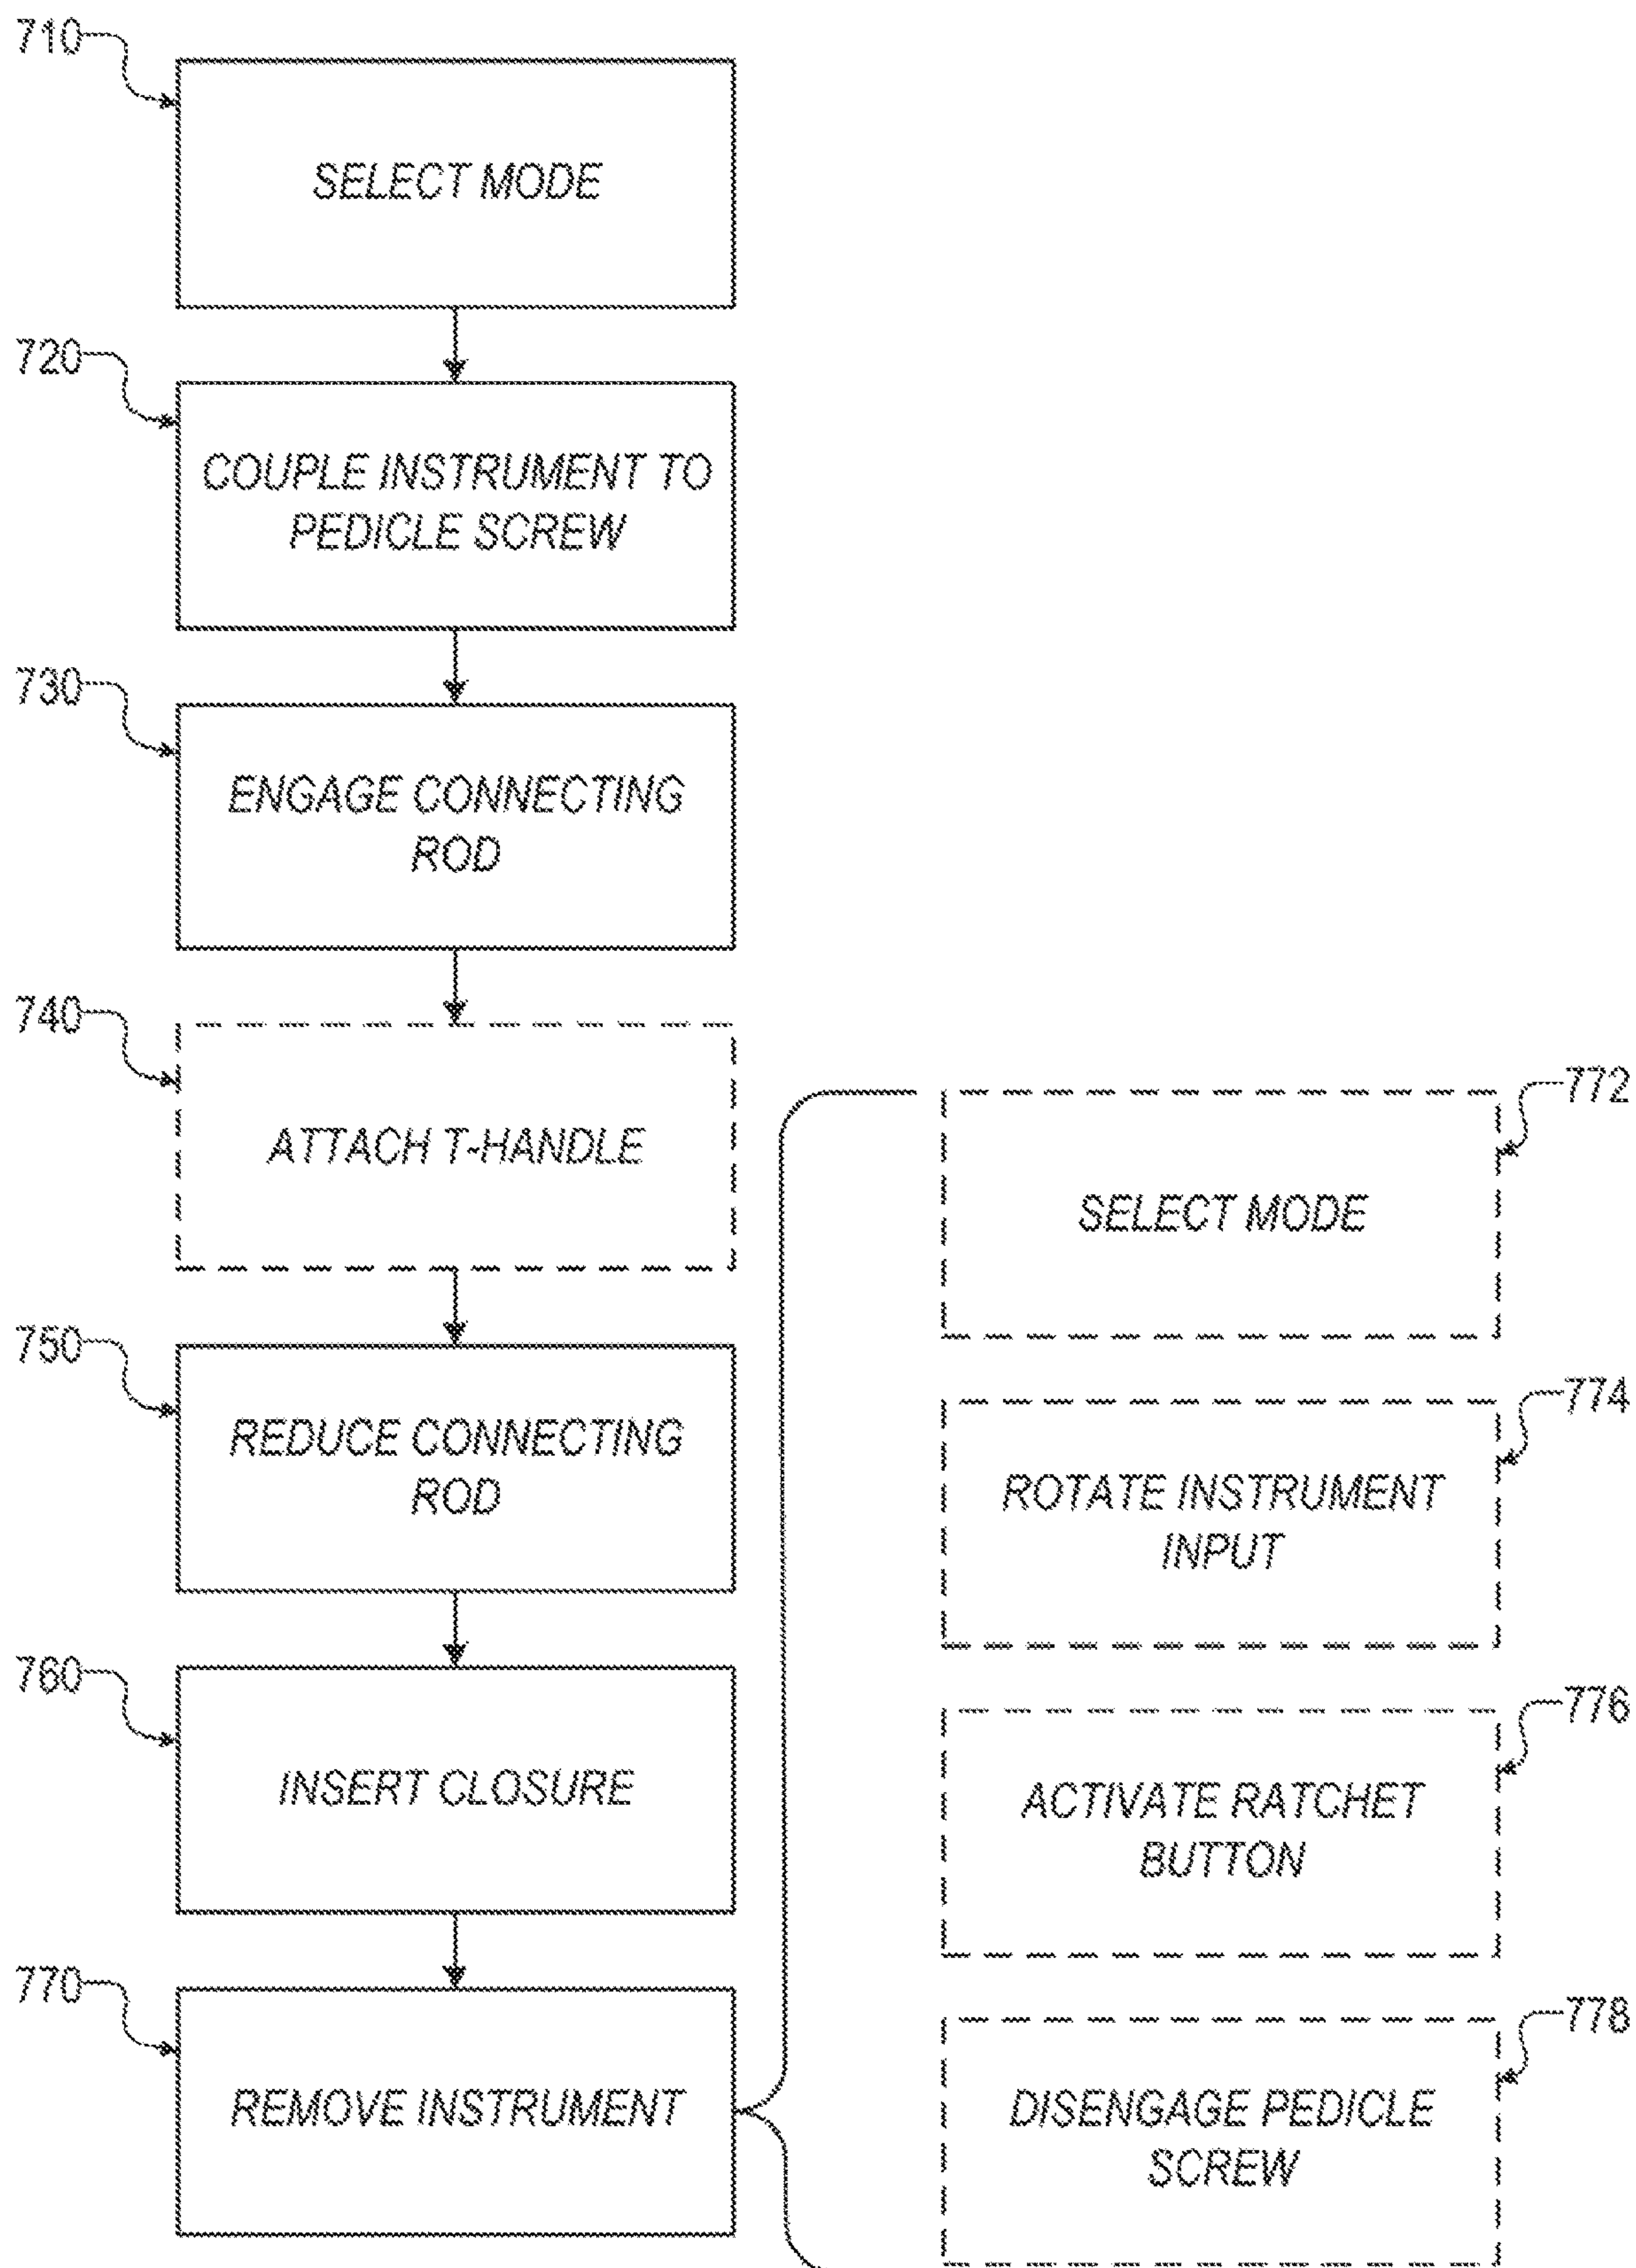 710
SELECT MODE
720
COUPLE INSTRUMENT TO
PEDICLE SCREW
730
ENGAGE CONNECTING
ROD
740
ATTACH T-HANDLE
750
REDUCE CONNECTING
ROD
760
INSERT CLOSURE
770
REMOVE INSTRUMENT
772
SELECT MODE
774
ROTATE INSTRUMENT
INPUT
776
ACTIVATE RATCHET
BUTTON
778
DISENGAGE PEDICLE
SCREW